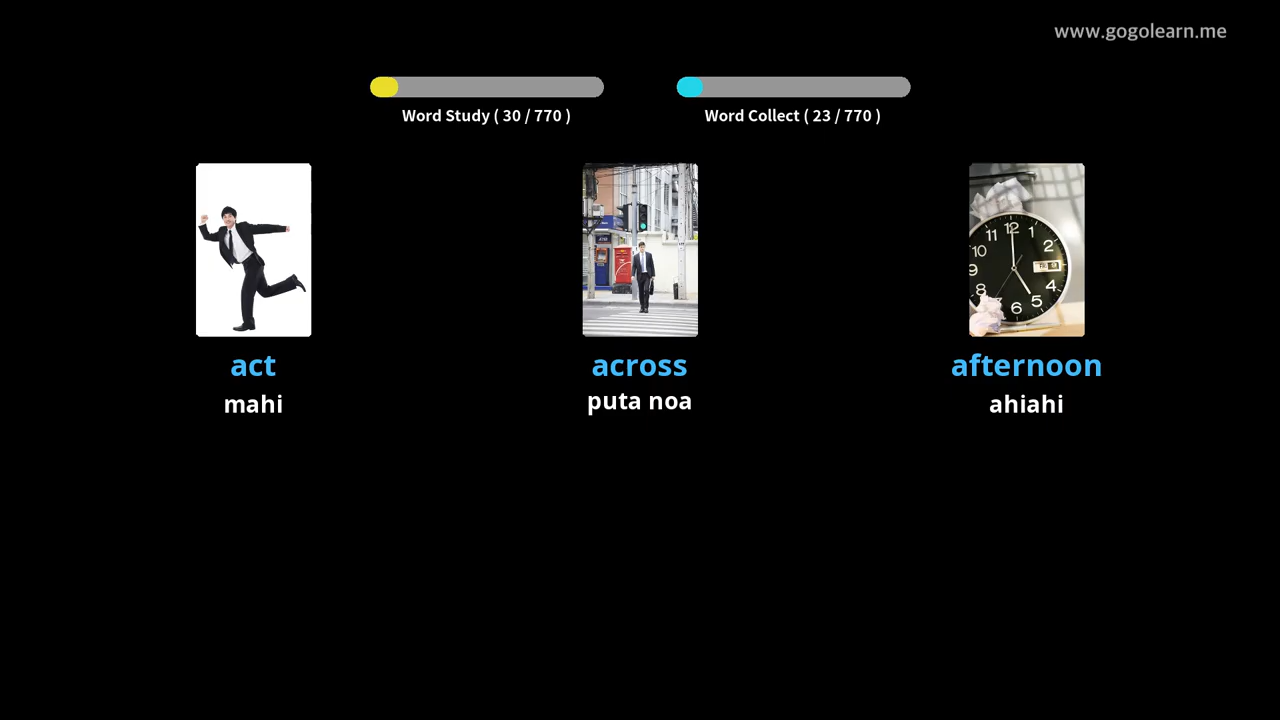 www.gogolearn.me
Word Study ( 30 / 770 )
Word Collect ( 23 / 770 )
act
mahi
across
puta noa
afternoon
ahiahi